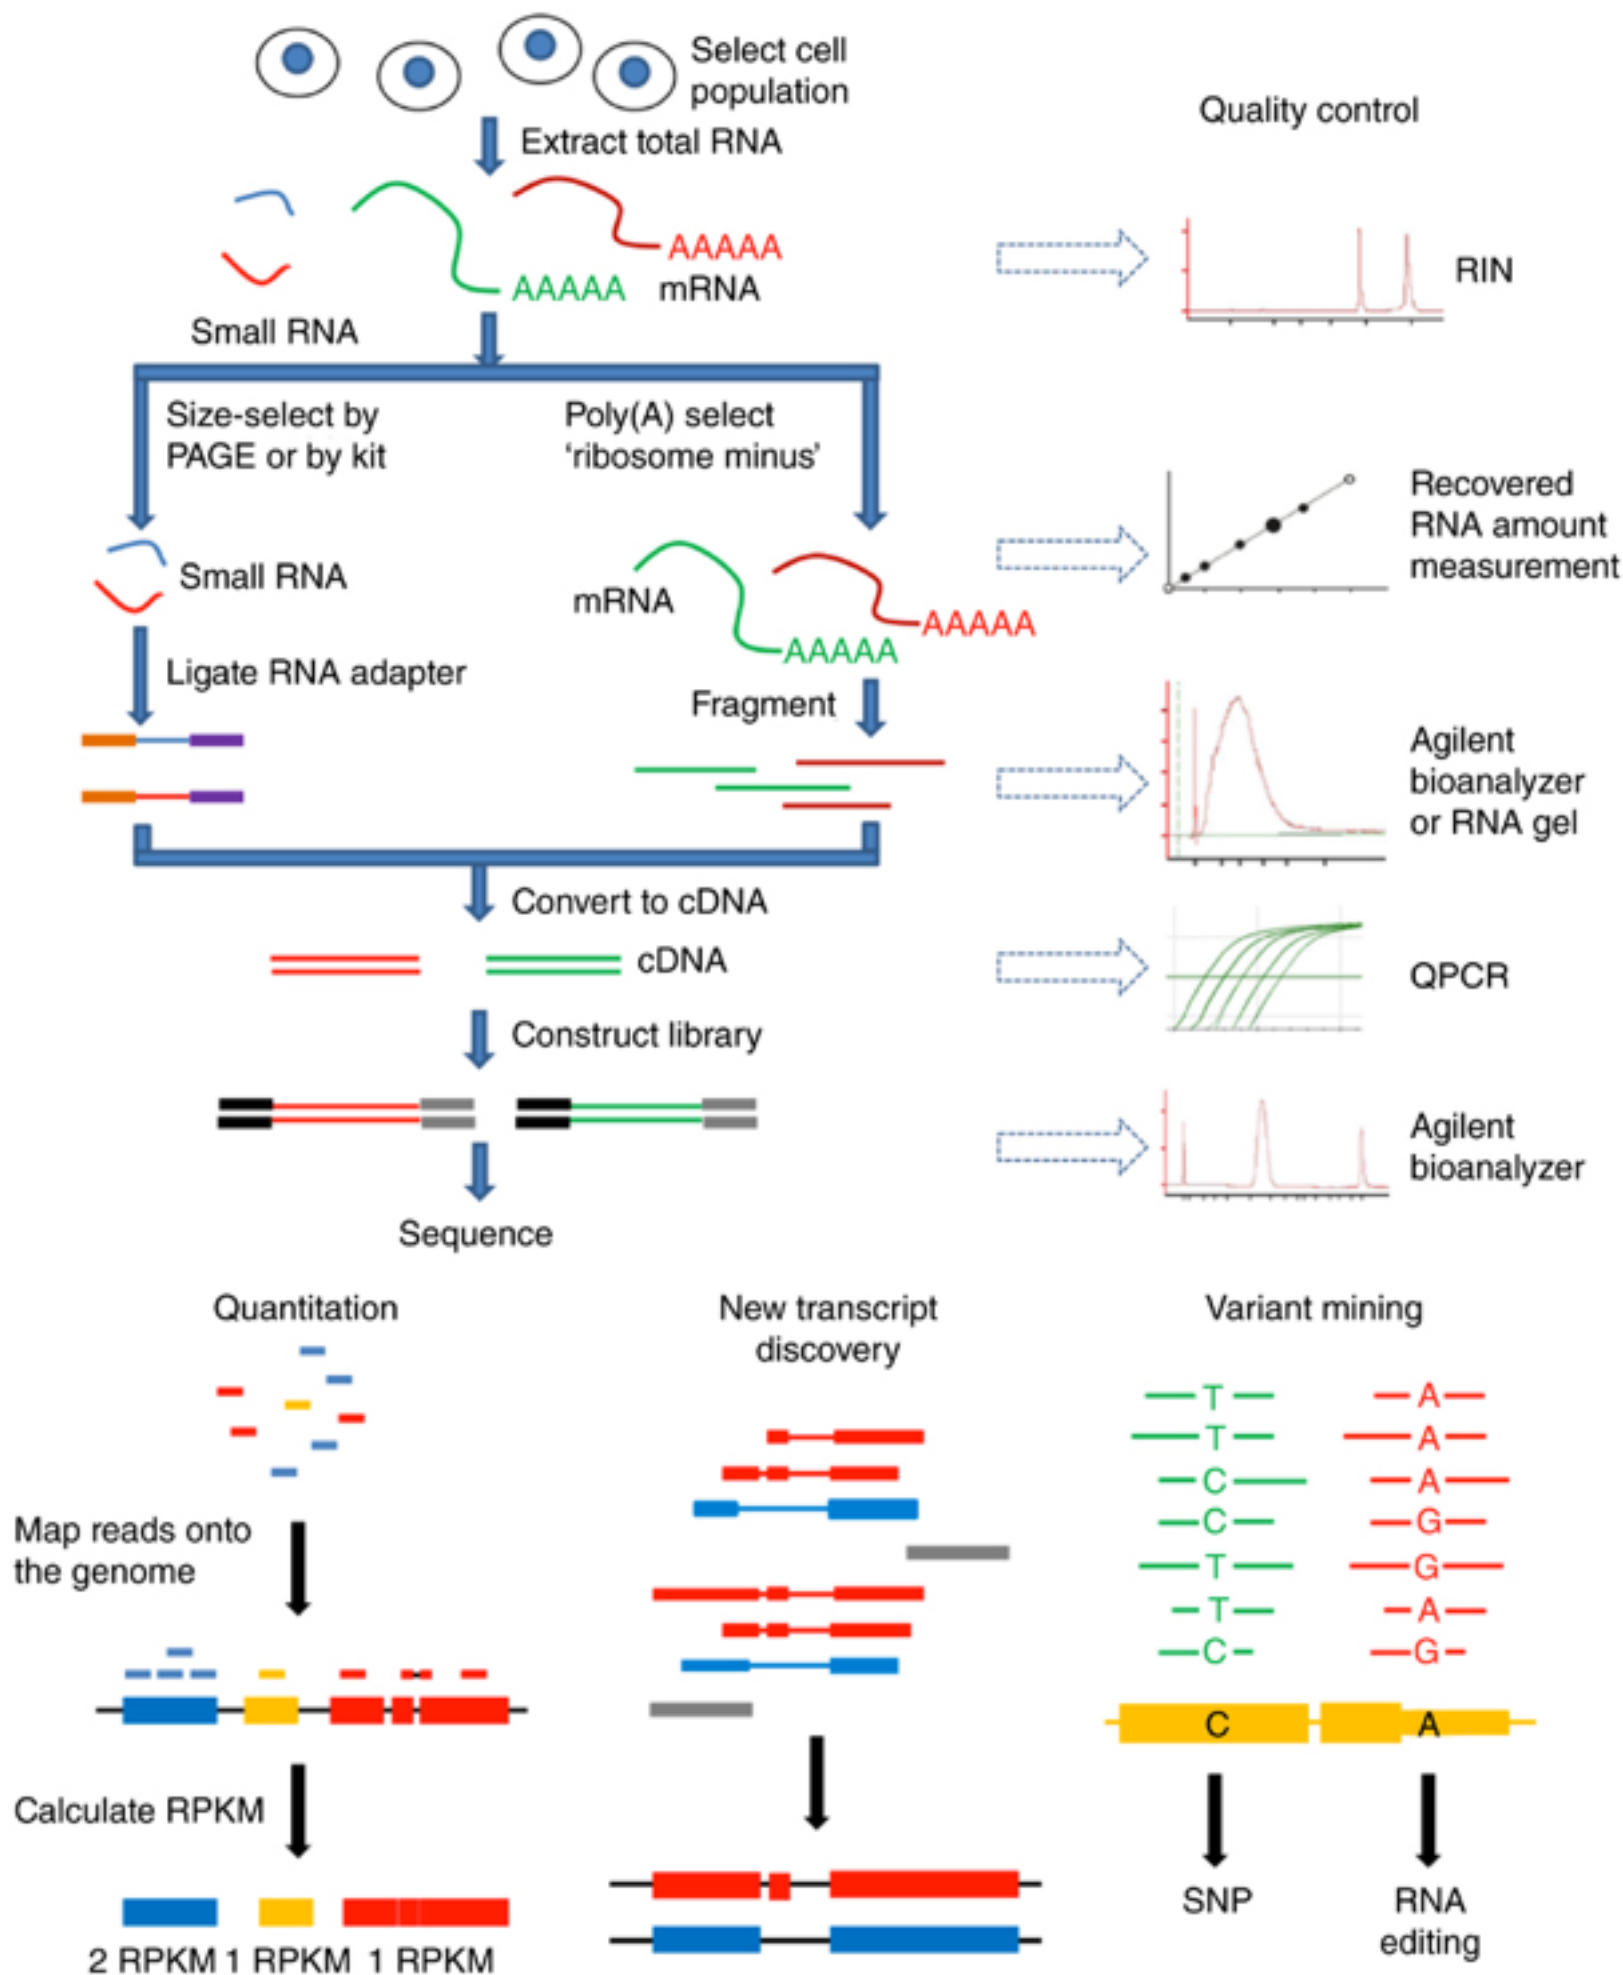 Select cell
population
Quality control
Extract total RNA
AAAAA
AAAAA
mRNA
RIN
Small RNA
Size-select by
PAGE or by kit
Poly(A) select
‘ribosome minus’
Recovered
RNA amount
measurement
Small RNA
mRNA
AAAAA
AAAAA
Ligate RNA adapter
Fragment
Agilent
bioanalyzer
or RNA gel
Convert to cDNA
cDNA
QPCR
Construct library
Agilent
bioanalyzer
Sequence
Quantitation
Map reads onto
the genome
Calculate RPKM
2 RPKM
1 RPKM
1 RPKM
New transcript
discovery
Variant mining
T
A
T
A
C
A
C
G
T
G
T
A
C
G
C
A
SNP
RNA
editing